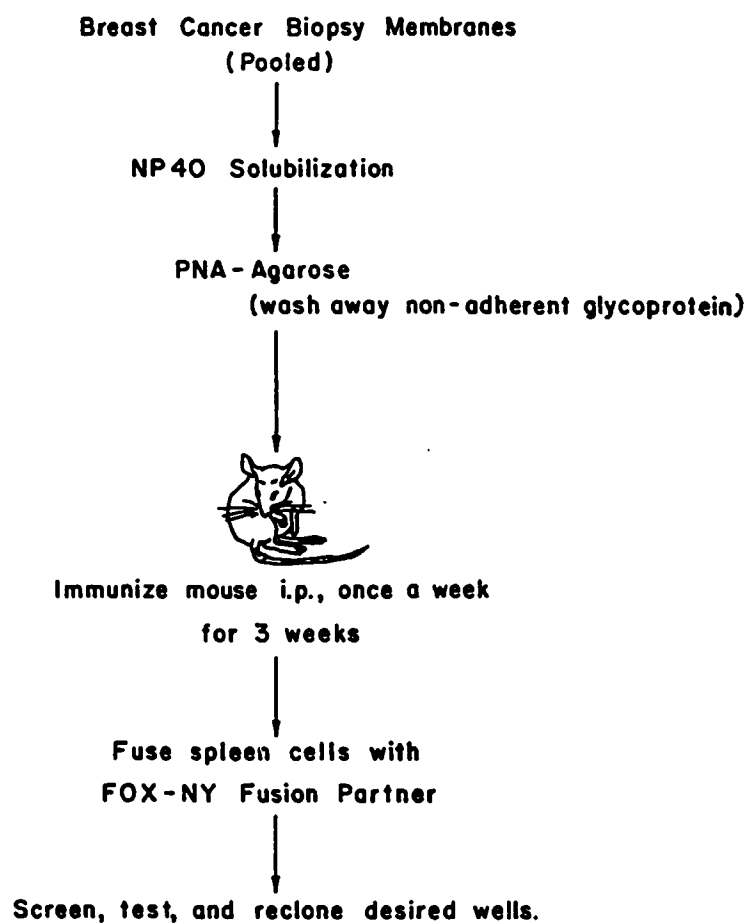 Breast Cancer Biopsy Membranes
(Pooled)
NP40 Solubilization
PNA-Agarose
(wash away non-adherent glycoprotein)
Immunize mouse i.p., once a week
for 3 weeks
Fuse spleen cells with
FOX-NY Fusion Partner
Screen, test, and reclone desired wells.